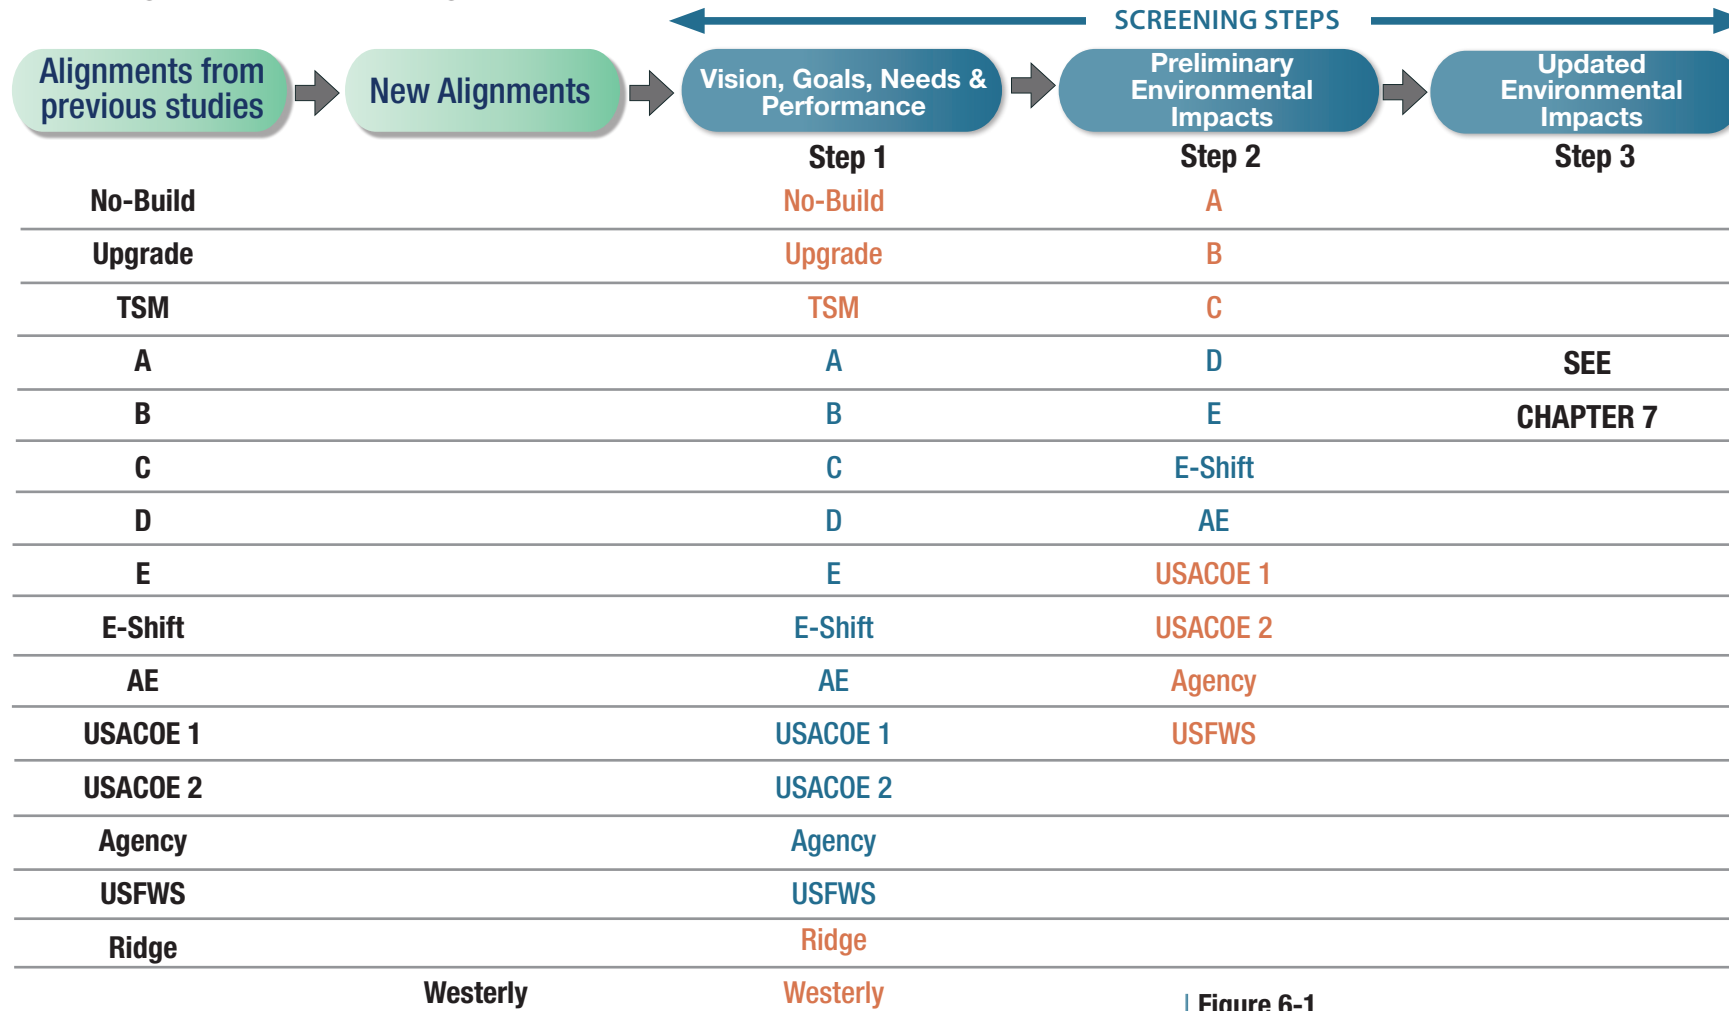 SCREENING STEPS
Alignments from
previous studies
New Alignments
Vision, Goals, Needs &
Performance
Preliminary
Environmental
Impacts
Updated
Environmental
Impacts
Step 1 Step 2 Step 3
No-Build No-Build A
Upgrade Upgrade B
TSM TSM C
A A D SEE
B B E CHAPTER 7
C C E-Shift
D D AE
E E USACOE 1
E-Shift E-Shift USACOE 2
AE AE Agency
USACOE 1 USACOE 1 USFWS
USACOE 2 USACOE 2
Agency Agency
USFWS USFWS
Ridge Ridge
Westerly Westerly
Figure 6-1